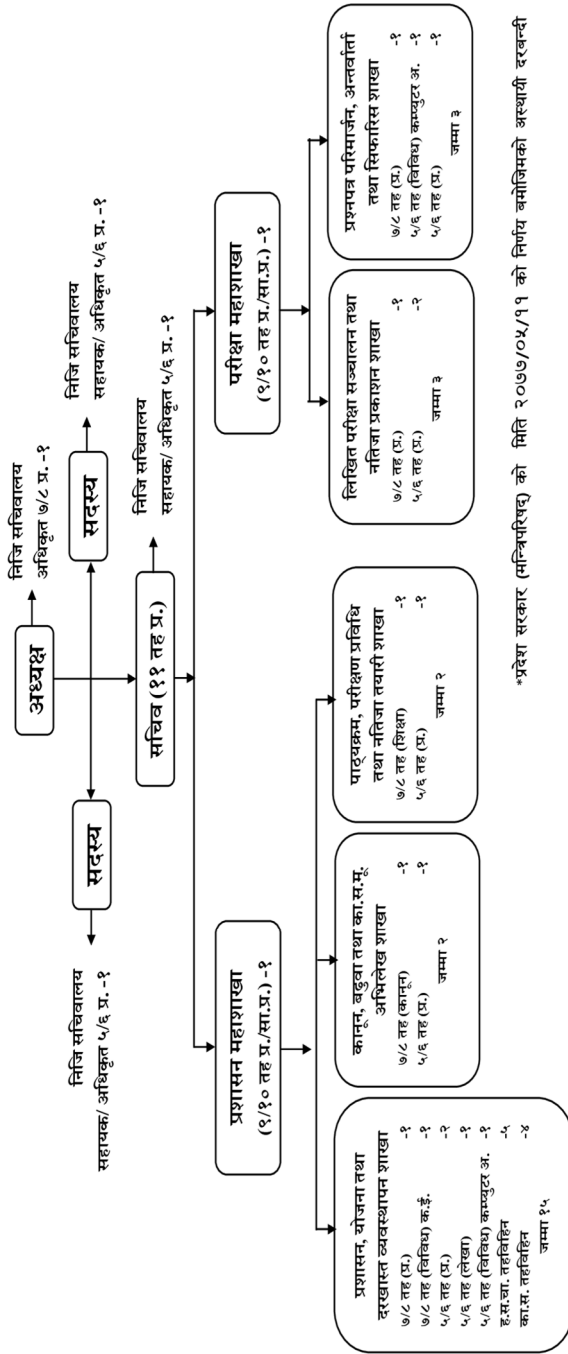 निजि सचिवालय
अधिकृत ७/८ प्र. -१
अध्यक्ष
निजि सचिवालय
सहायक/ अधिकृत ५/६ प्र. -१
सदस्य
सदस्य
निजि सचिवालय
सहायक/ अधिकृत ५/६ प्र. -१
सचिव (११ तह प्र.)
निजि सचिवालय
सहायक/ अधिकृत ५/६ प्र. -१
प्रशासन महाशाखा
(९/१० तह प्र./सा.प्र.) -१
परीक्षा महाशाखा
(९/१० तह प्र./सा.प्र.) -१
प्रशासन, योजना तथा
दरखास्त व्यवस्थापन शाखा
७/८ तह (प्र.) -१
७/८ तह (विविध) क.ई. -१
५/६ तह (प्र.) -२
५/६ तह (लेखा) -१
५/६ तह (विविध) कम्प्युटर अ. -१
ह.स.चा. तहविहिन -५
का.स. तहविहिन -४
जम्मा १५
कानून, बढुवा तथा का.स.मू.
अभिलेख शाखा
७/८ तह (कानून) -१
५/६ तह (प्र.) -१
जम्मा २
पाठ्यक्रम, परीक्षण प्रविधि
तथा नतिजा तयारी शाखा
७/८ तह (शिक्षा) -१
५/६ तह (प्र.) -१
जम्मा २
लिखित परीक्षा सञ्चालन तथा
नतिजा प्रकाशन शाखा
७/८ तह (प्र.) -१
५/६ तह (प्र.) -२
जम्मा ३
प्रश्नपत्र परिमार्जन, अन्तर्वार्ता
तथा सिफारिस शाखा
७/८ तह (प्र.) -१
५/६ तह (विविध) कम्प्युटर अ. -१
५/६ तह (प्र.) -१
जम्मा ३
*प्रदेश सरकार (मन्त्रिपरिषद्) को मिति २०७७/०५/११ को निर्णय बमोजिमको अस्थायी दरबन्दी